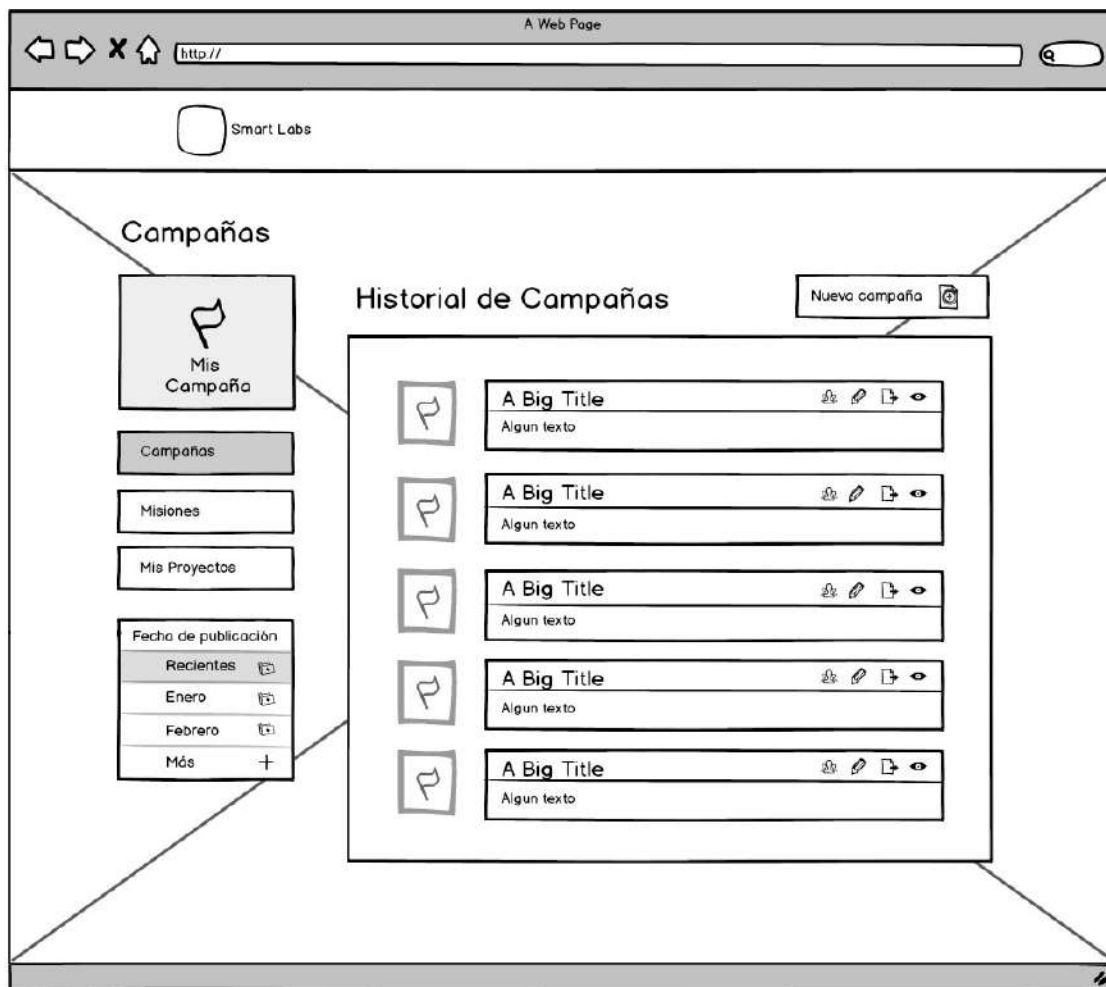 A Web Page
http://
Smart Labs
Campañas
Mis
Campaña
Campañas
Misiones
Mis Proyectos
Fecha de publicación
Recientes
Enero
Febrero
Más
Historial de Campañas
Nueva campaña
A Big Title
Algun texto
A Big Title
Algun texto
A Big Title
Algun texto
A Big Title
Algun texto
A Big Title
Algun texto